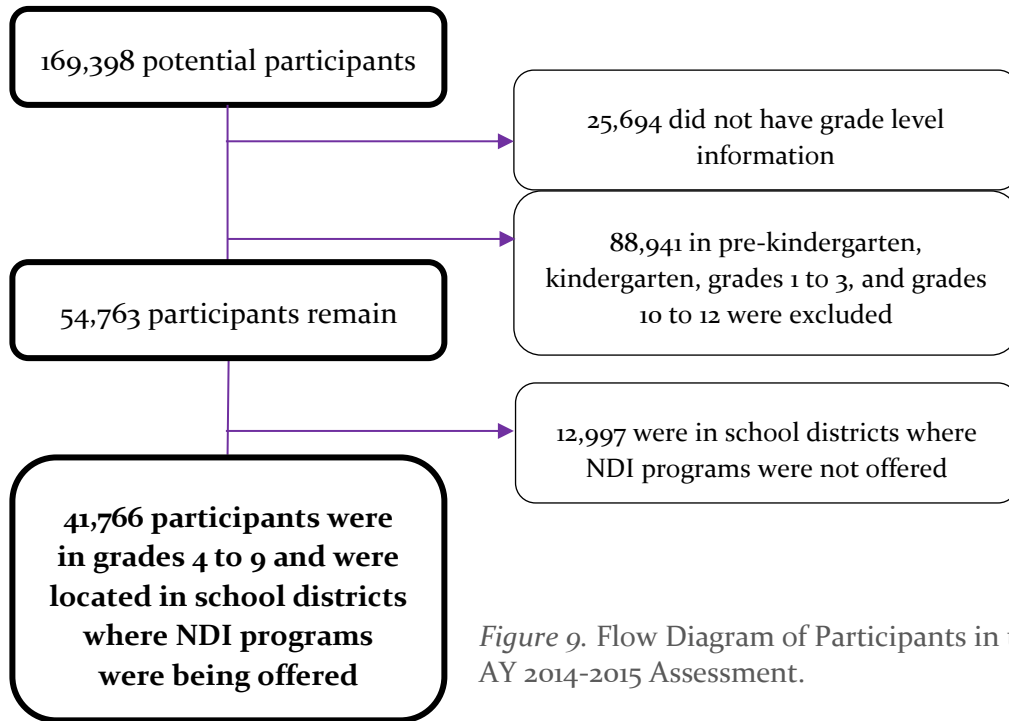 169,398 potential participants
25,694 did not have grade level
information
88,941 in pre-kindergarten,
kindergarten, grades 1 to 3, and grades
10 to 12 were excluded
54,763 participants remain
12,997 were in school districts where
NDI programs were not offered
41,766 participants were
in grades 4 to 9 and were
located in school districts
where NDI programs
were being offered
Figure 9. Flow Diagram of Participants in
AY 2014-2015 Assessment.